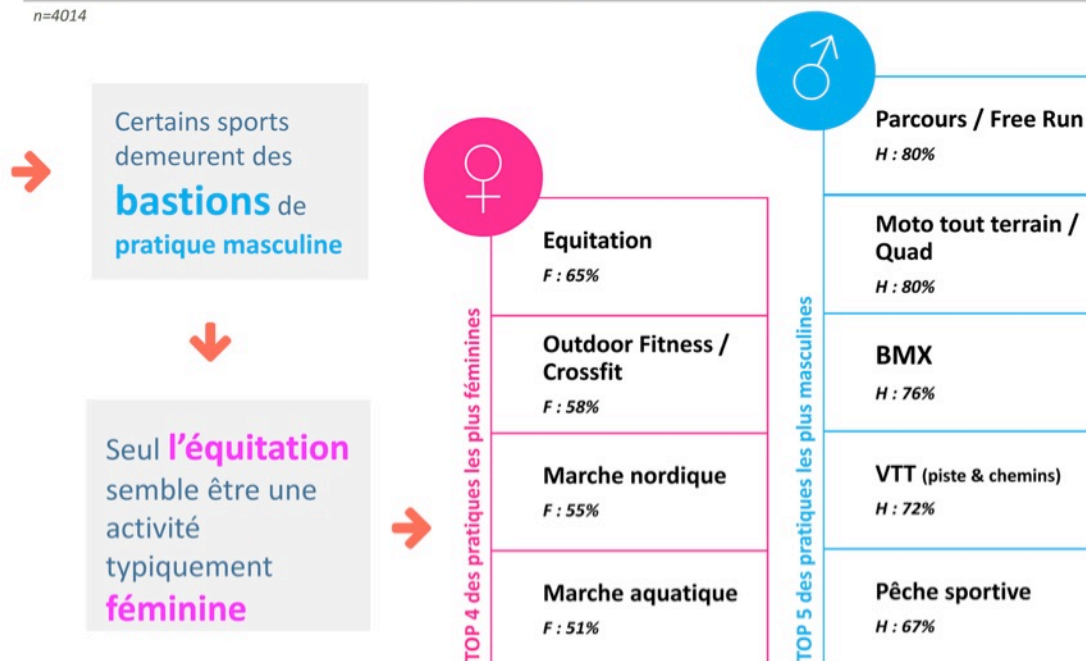 n=4014
Certains sports
demeurent des
bastions de
pratique masculine
Seul l’équitation
semble être une
activité
typiquement
féminine
TOP 4 des pratiques les plus féminines
Equitation
F : 65%
Outdoor Fitness /
Crossfit
F : 58%
Marche nordique
F : 55%
Marche aquatique
F : 51%
TOP 5 des pratiques les plus masculines
Parcours / Free Run
H : 80%
Moto tout terrain /
Quad
H : 80%
BMX
H : 76%
VTT (piste & chemins)
H : 72%
Pêche sportive
H : 67%